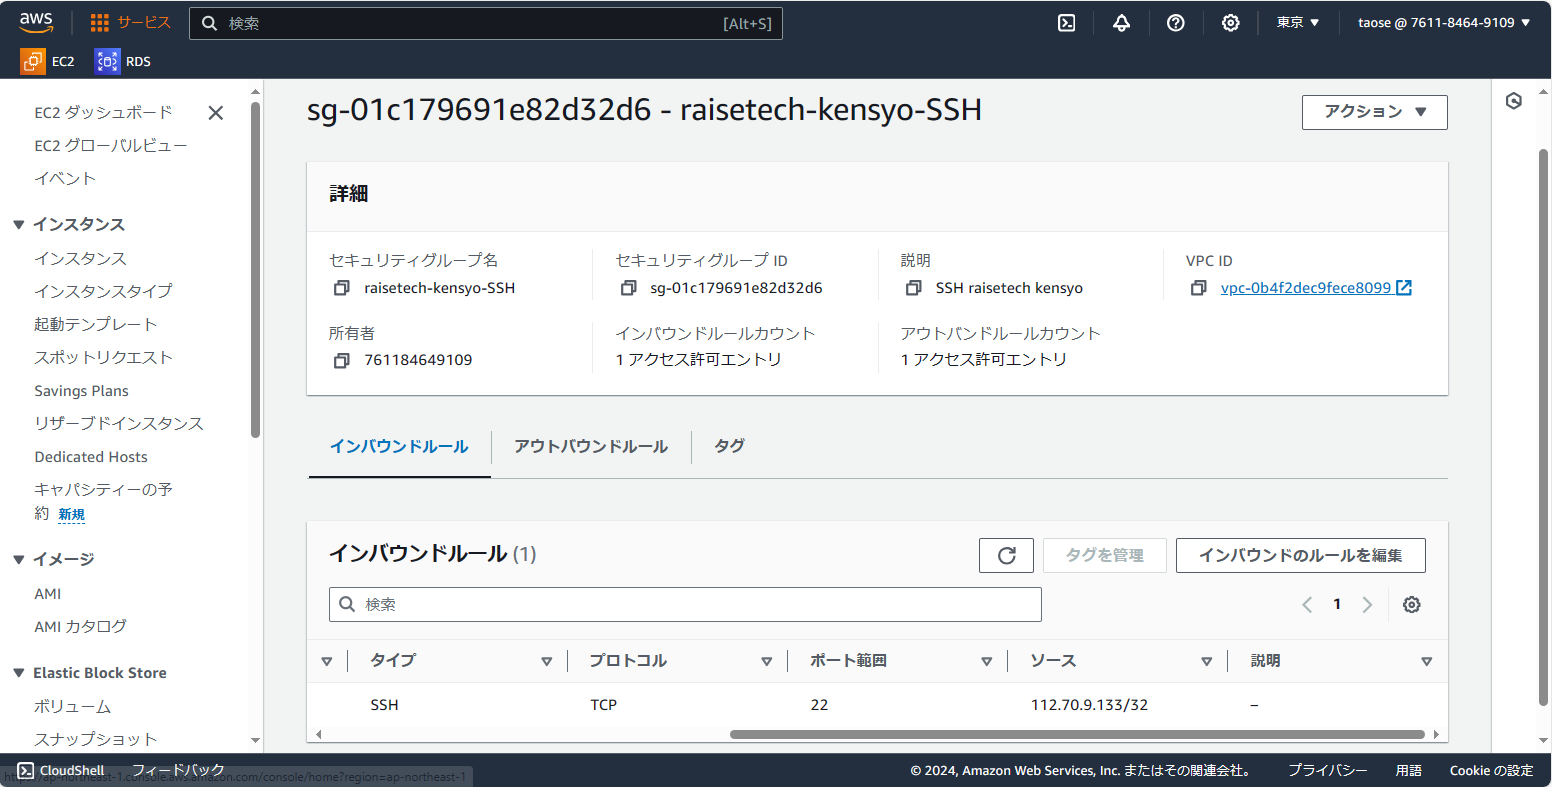 aws サービス 検索 [Alt+S] 東京 ▼ taose @ 7611-8464-9109 ▼
EC2 RDS
EC2 ダッシュボード
EC2 グローバルビュー
イベント
▼ インスタンス
インスタンス
インスタンスタイプ
起動テンプレート
スポットリクエスト
Savings Plans
リザーブドインスタンス
Dedicated Hosts
キャパシティーの予
約 新規
▼ イメージ
AMI
AMI カタログ
▼ Elastic Block Store
ボリューム
スナップショット
sg-01c179691e82d32d6 - raisetech-kensyo-SSH
アクション ▼
詳細
セキュリティグループ名
raisetech-kensyo-SSH
セキュリティグループ ID
sg-01c179691e82d32d6
説明
SSH raisetech kensyo
VPC ID
vpc-0b4f2dec9fece8099
所有者
761184649109
インバウンドルールカウント
1 アクセス許可エントリ
アウトバンドルールカウント
1 アクセス許可エントリ
インバウンドルール アウトバウンドルール タグ
インバウンドルール (1)
タグを管理 インバウンドのルールを編集
検索
1
タイプ プロトコル ポート範囲 ソース 説明
SSH TCP 22 112.70.9.133/32 –
CloudShell フィードバック
http://ap-northeast-1.console.aws.amazon.com/console/home?region=ap-northeast-1
© 2024, Amazon Web Services, Inc. またはその関連会社。 プライバシー 用語 Cookie の設定